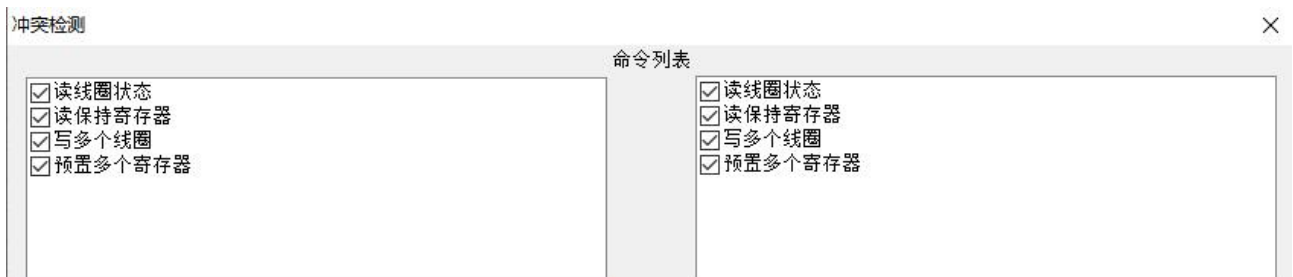 冲突检测
命令列表
读线圈状态
读保持寄存器
写多个线圈
预置多个寄存器
读线圈状态
读保持寄存器
写多个线圈
预置多个寄存器